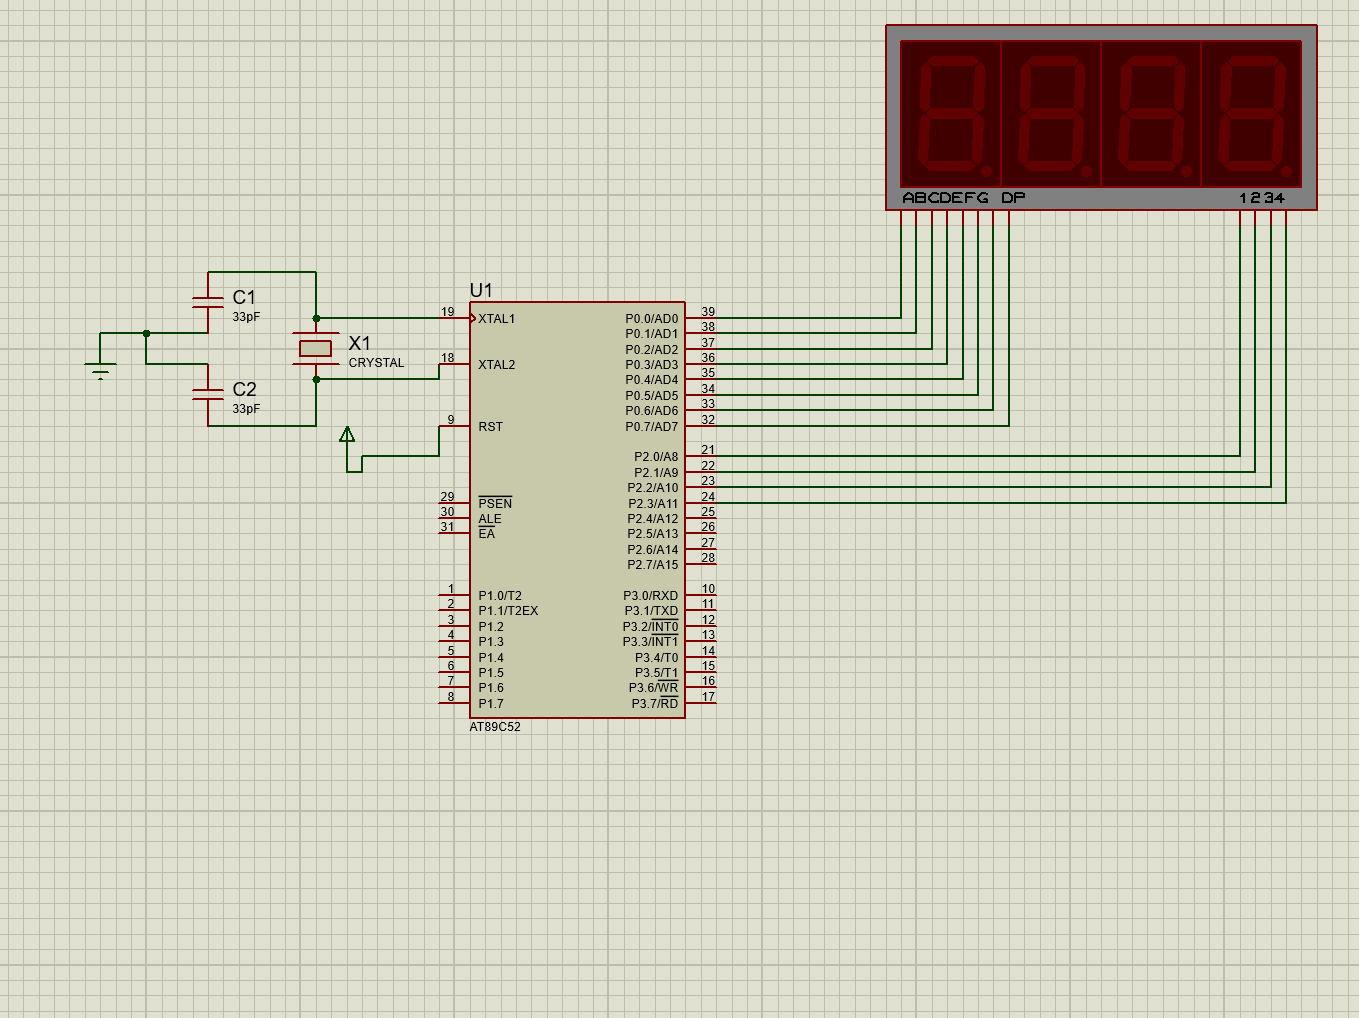 ABCDEFG DP
1234
C1
33pF
C2
33pF
X1
CRYSTAL
U1
19
XTAL1
18
XTAL2
9
RST
29
PSEN
30
ALE
31
EA
1
P1.0/T2
2
P1.1/T2EX
3
P1.2
4
P1.3
5
P1.4
6
P1.5
7
P1.6
8
P1.7
P0.0/AD0
39
P0.1/AD1
38
P0.2/AD2
37
P0.3/AD3
36
P0.4/AD4
35
P0.5/AD5
34
P0.6/AD6
33
P0.7/AD7
32
P2.0/A8
21
P2.1/A9
22
P2.2/A10
23
P2.3/A11
24
P2.4/A12
25
P2.5/A13
26
P2.6/A14
27
P2.7/A15
28
P3.0/RXD
10
P3.1/TXD
11
P3.2/INT0
12
P3.3/INT1
13
P3.4/T0
14
P3.5/T1
15
P3.6/WR
16
P3.7/RD
17
AT89C52